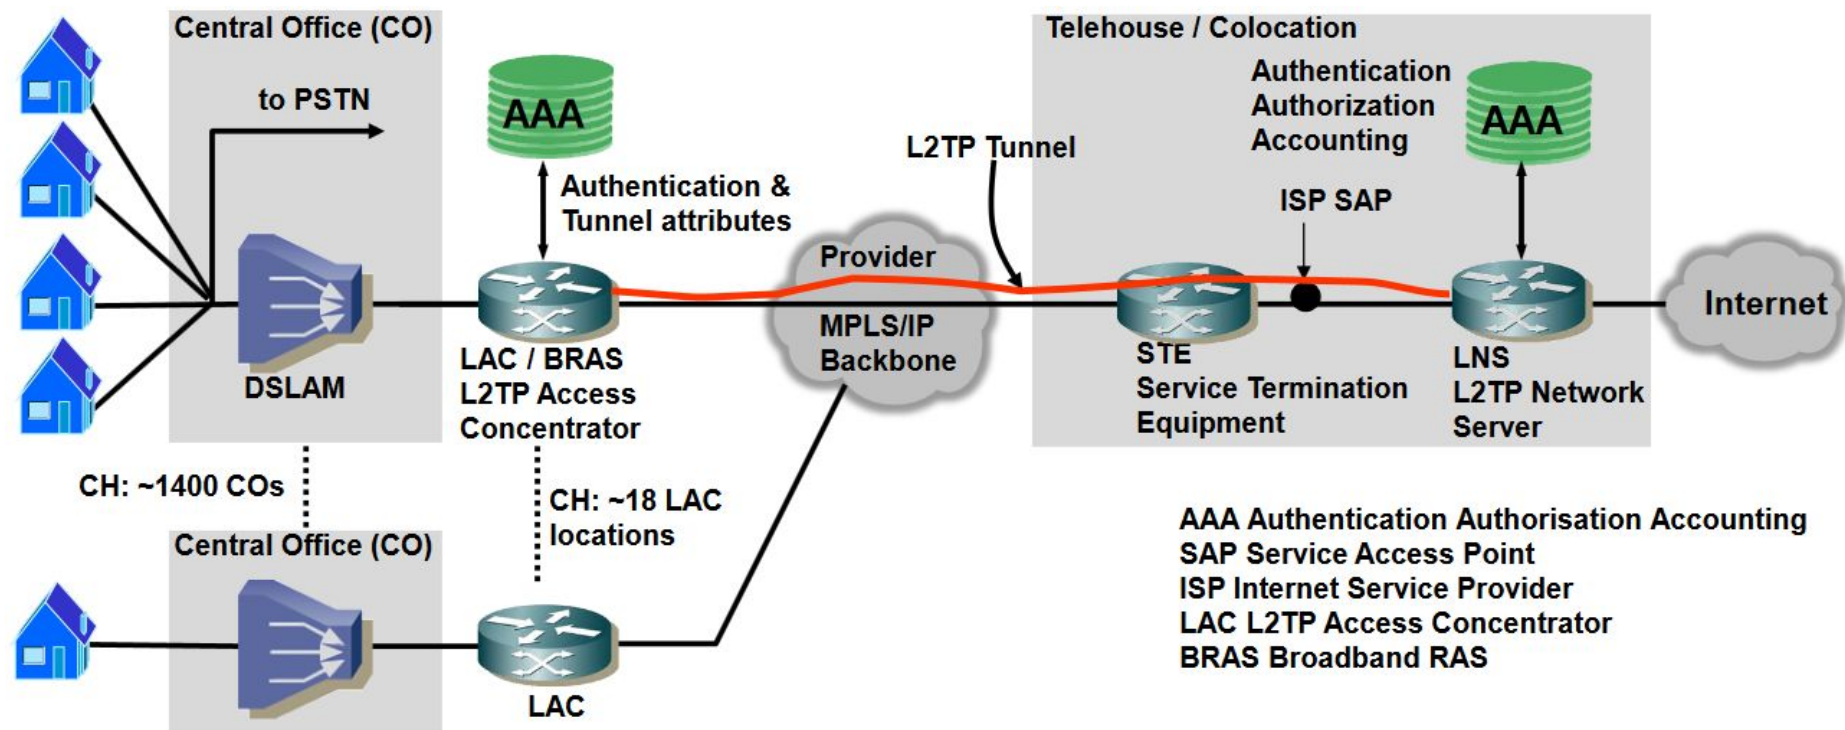 Central Office (CO)
to PSTN
AAA
Authentication &
Tunnel attributes
DSLAM
LAC / BRAS
L2TP Access
Concentrator
Provider
MPLS/IP
Backbone
L2TP Tunnel
Telehouse / Colocation
Authentication
Authorization
Accounting
AAA
ISP SAP
STE
Service Termination
Equipment
LNS
L2TP Network
Server
Internet
CH: ~1400 COs
CH: ~18 LAC
locations
Central Office (CO)
LAC
AAA Authentication Authorisation Accounting
SAP Service Access Point
ISP Internet Service Provider
LAC L2TP Access Concentrator
BRAS Broadband RAS